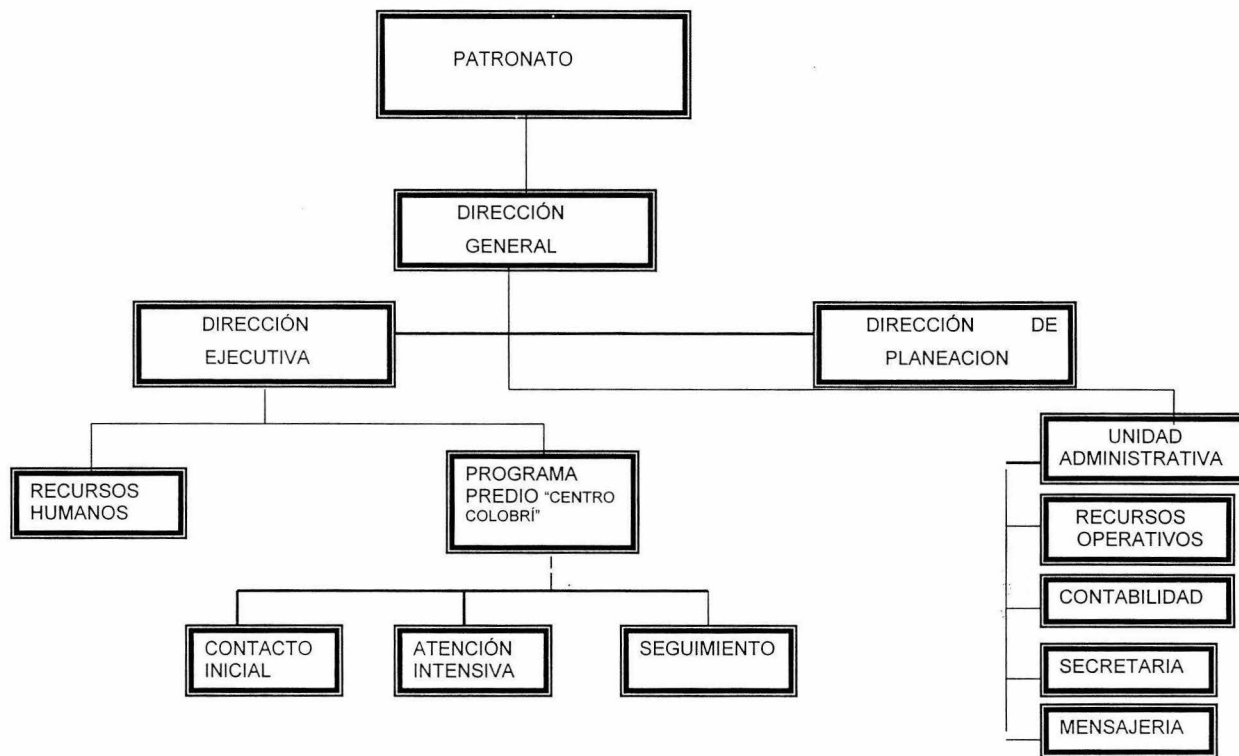 PATRONATO
DIRECCIÓN
GENERAL
DIRECCIÓN
EJECUTIVA
DIRECCIÓN DE
PLANEACION
RECURSOS
HUMANOS
PROGRAMA
PREDIO "CENTRO
COLOBRÍ"
UNIDAD
ADMINISTRATIVA
RECURSOS
OPERATIVOS
CONTABILIDAD
SECRETARIA
MENSAJERIA
CONTACTO
INICIAL
ATENCIÓN
INTENSIVA
SEGUIMIENTO